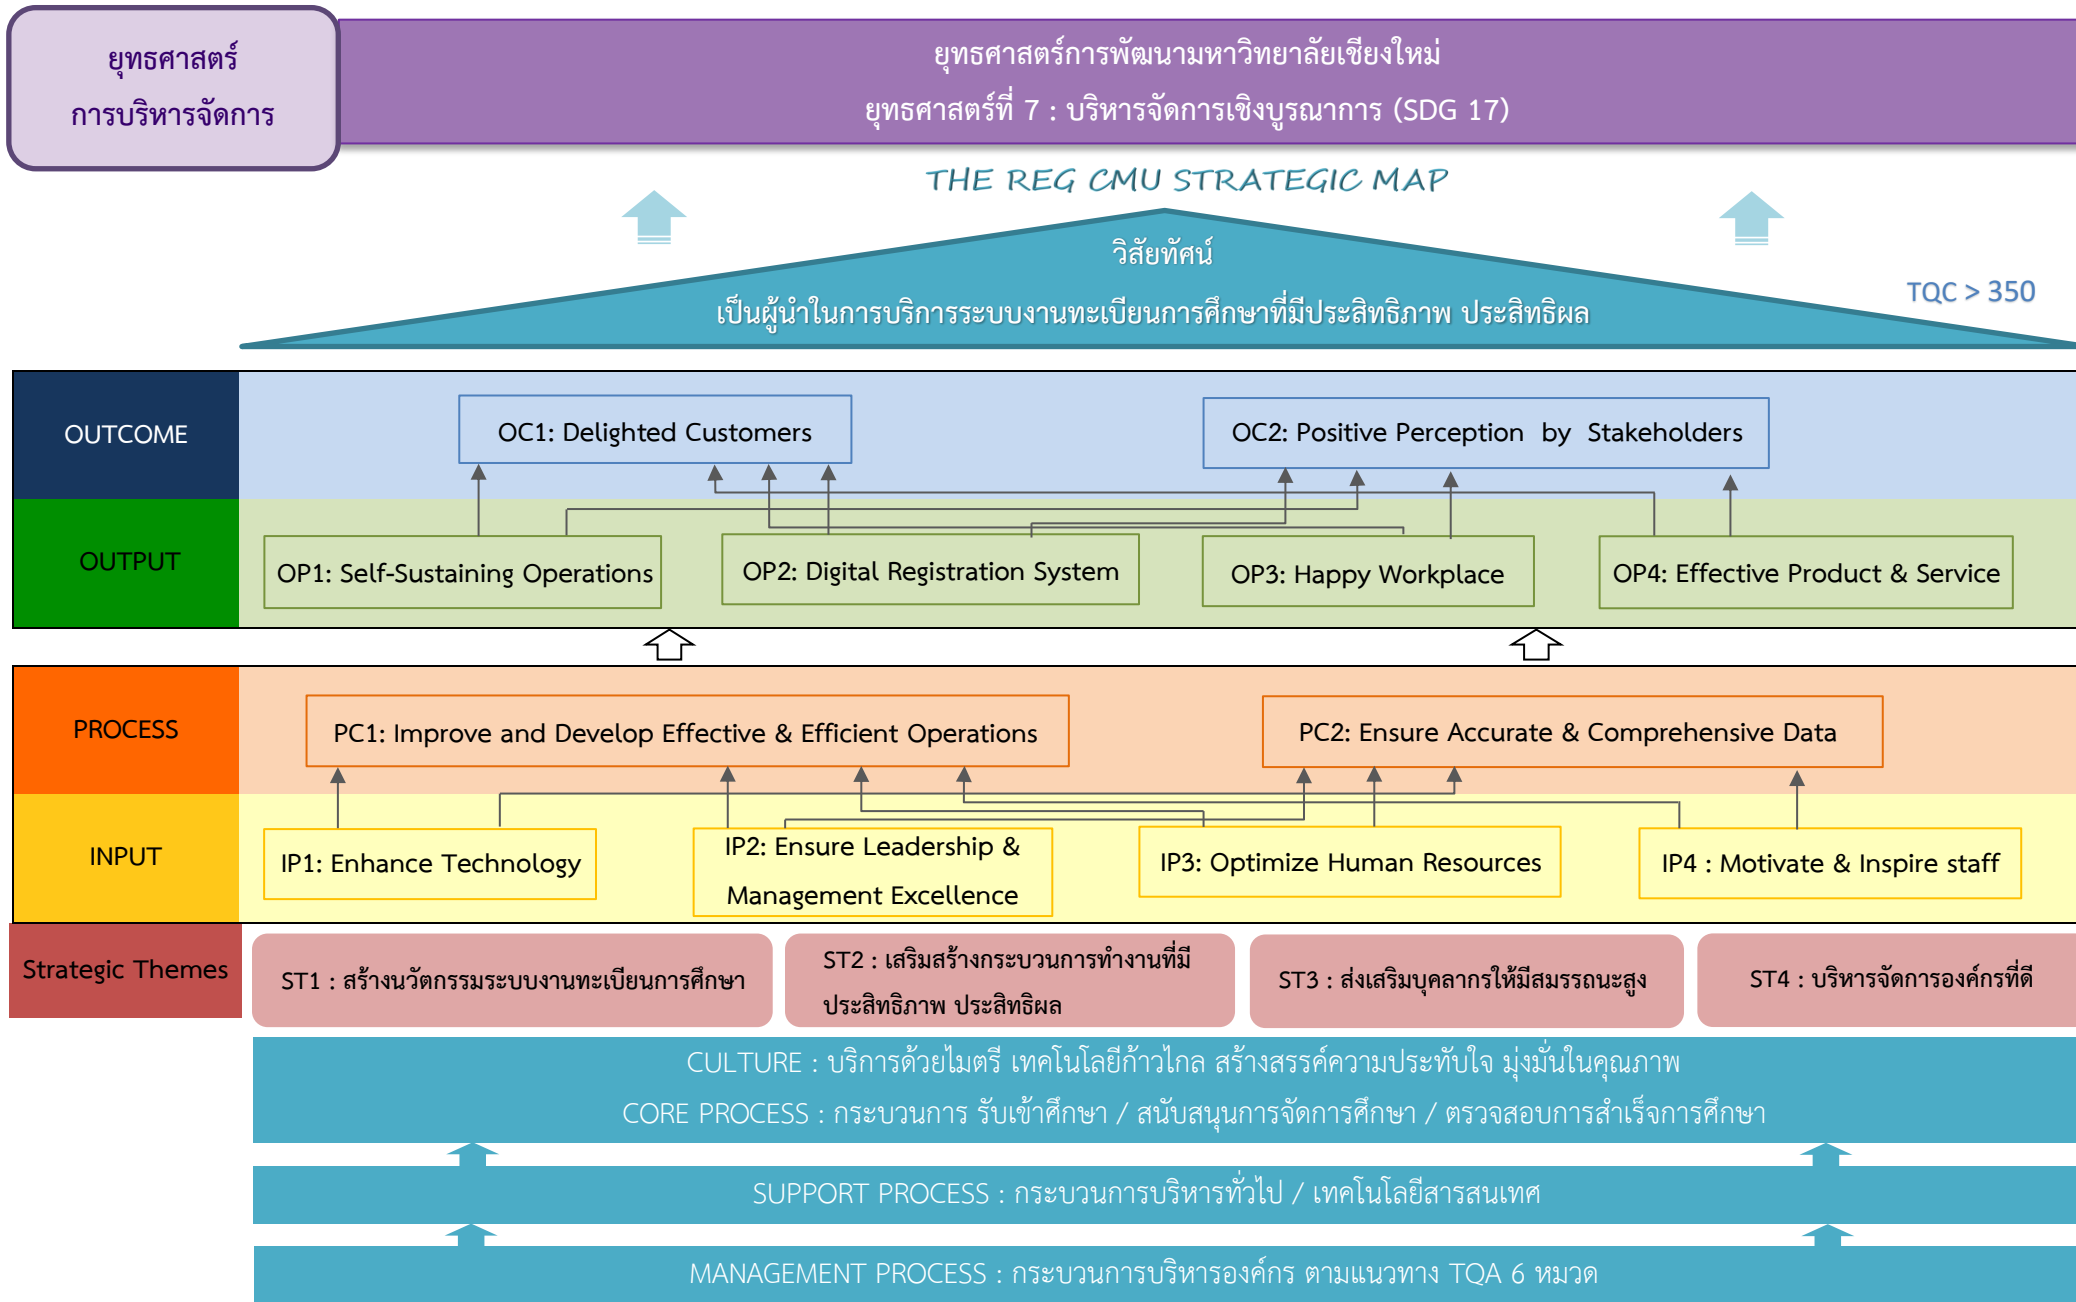 ยุทธศาสตร์
การบริหารจัดการ
ยุทธศาสตร์การพัฒนามหาวิทยาลัยเชียงใหม่
ยุทธศาสตร์ที่ 7 : บริหารจัดการเชิงบูรณาการ (SDG 17)
THE REG CMU STRATEGIC MAP
วิสัยทัศน์
เป็นผู้นำในการบริการระบบงานทะเบียนการศึกษาที่มีประสิทธิภาพ ประสิทธิผล
TQC > 350
OUTCOME
OC1: Delighted Customers
OC2: Positive Perception by Stakeholders
OUTPUT
OP1: Self-Sustaining Operations
OP2: Digital Registration System
OP3: Happy Workplace
OP4: Effective Product & Service
PROCESS
PC1: Improve and Develop Effective & Efficient Operations
PC2: Ensure Accurate & Comprehensive Data
INPUT
IP1: Enhance Technology
IP2: Ensure Leadership &
Management Excellence
IP3: Optimize Human Resources
IP4 : Motivate & Inspire staff
Strategic Themes
ST1 : สร้างนวัตกรรมระบบงานทะเบียนการศึกษา
ST2 : เสริมสร้างกระบวนการทำงานที่มี
ประสิทธิภาพ ประสิทธิผล
ST3 : ส่งเสริมบุคลากรให้มีสมรรถนะสูง
ST4 : บริหารจัดการองค์กรที่ดี
CULTURE : บริการด้วยไมตรี เทคโนโลยีก้าวไกล สร้างสรรค์ความประทับใจ มุ่งมั่นในคุณภาพ
CORE PROCESS : กระบวนการ รับเข้าศึกษา / สนับสนุนการจัดการศึกษา / ตรวจสอบการสำเร็จการศึกษา
SUPPORT PROCESS : กระบวนการบริหารทั่วไป / เทคโนโลยีสารสนเทศ
MANAGEMENT PROCESS : กระบวนการบริหารองค์กร ตามแนวทาง TQA 6 หมวด